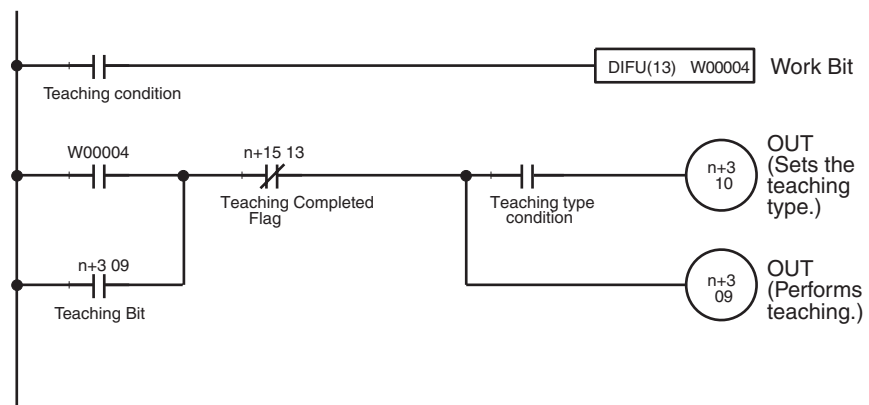 DIFU(13) W00004
Work Bit
Teaching condition
W00004
n+15 13
OUT
(Sets the
teaching
type.)
n+3
10
Teaching Completed
Flag
Teaching type
condition
n+3 09
OUT
(Performs
teaching.)
n+3
09
Teaching Bit